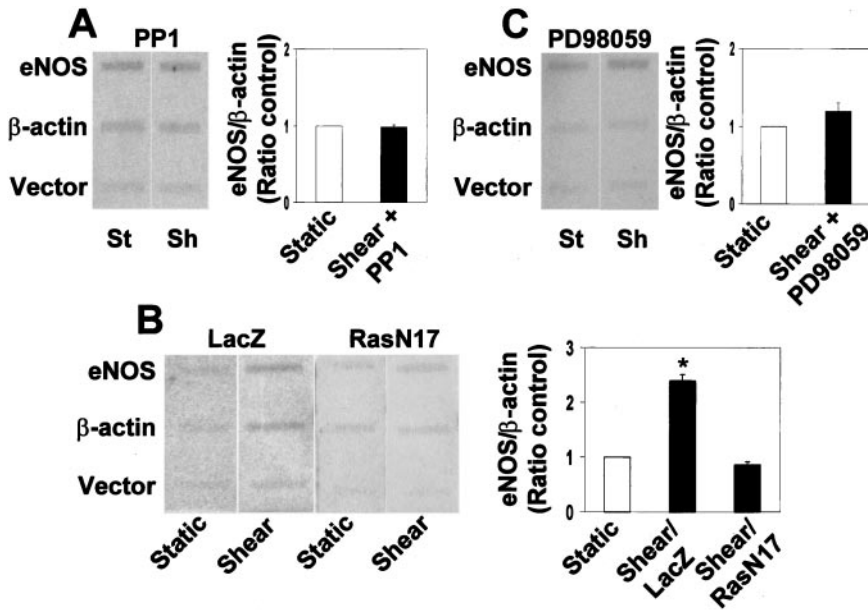 A
PP1
eNOS
β-actin
Vector
St Sh
eNOS/β-actin
(Ratio control)
2
1
0
Static
Shear +
PP1
C
PD98059
eNOS
β-actin
Vector
St Sh
eNOS/β-actin
(Ratio control)
2
1
0
Static
Shear +
PD98059
B
LacZ RasN17
eNOS
β-actin
Vector
Static Shear Static Shear
eNOS/β-actin
(Ratio control)
3
2
1
0
*
Static
Shear/
LacZ
Shear/
RasN17